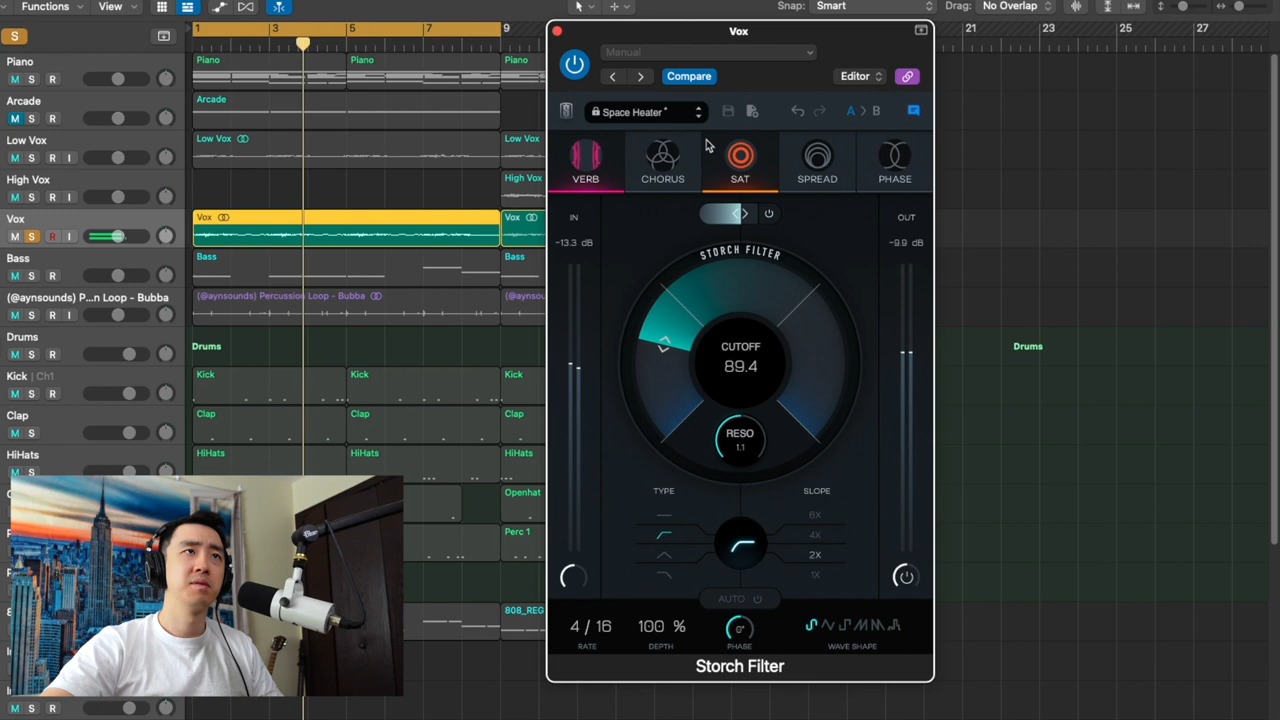 Functions
View
Snap:
Smart
Drag:
No Overlap
S
1
3
5
7
9
21
23
25
27
Piano
M S R
Arcade
M S
Low Vox
M S R I
High Vox
M S R I
Vox
M S R I
Bass
M S R
(@aynsounds) P...n Loop - Bubba
M S R I
Drums
M S R
Kick | Ch1
M S R
Clap
M S
HiHats
M S
M S
Piano
Piano
Piano
Arcade
Low Vox
Low Vox
High Vox
Vox
Vox
Bass
Bass
(@aynsounds) Percussion Loop - Bubba
(@aynsou
Drums
Drums
Kick
Kick
Kick
Clap
Clap
Clap
HiHats
HiHats
HiHats
Openhat
Perc 1
808_REG
Vox
Manual
Compare
Editor
Space Heater *
A > B
VERB
CHORUS
SAT
SPREAD
PHASE
IN
OUT
-13.3 dB
-9.9 dB
STORCH FILTER
CUTOFF
89.4
RESO
1.1
TYPE
SLOPE
6X
4X
2X
1X
AUTO
4 / 16
100 %
0°
RATE
DEPTH
PHASE
WAVE SHAPE
Storch Filter